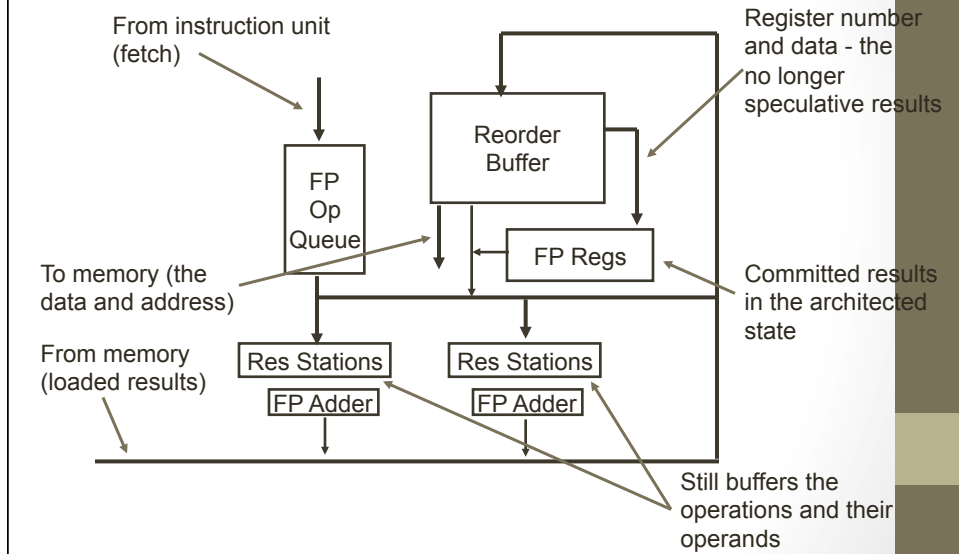 From instruction unit
(fetch)
Register number
and data - the
no longer
speculative results
Reorder
Buffer
FP
Op
Queue
FP Regs
To memory (the
data and address)
Committed results
in the architected
state
From memory
(loaded results)
Res Stations
Res Stations
FP Adder
FP Adder
Still buffers the
operations and their
operands